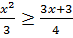 x²/3 ≥ 3x+3/4